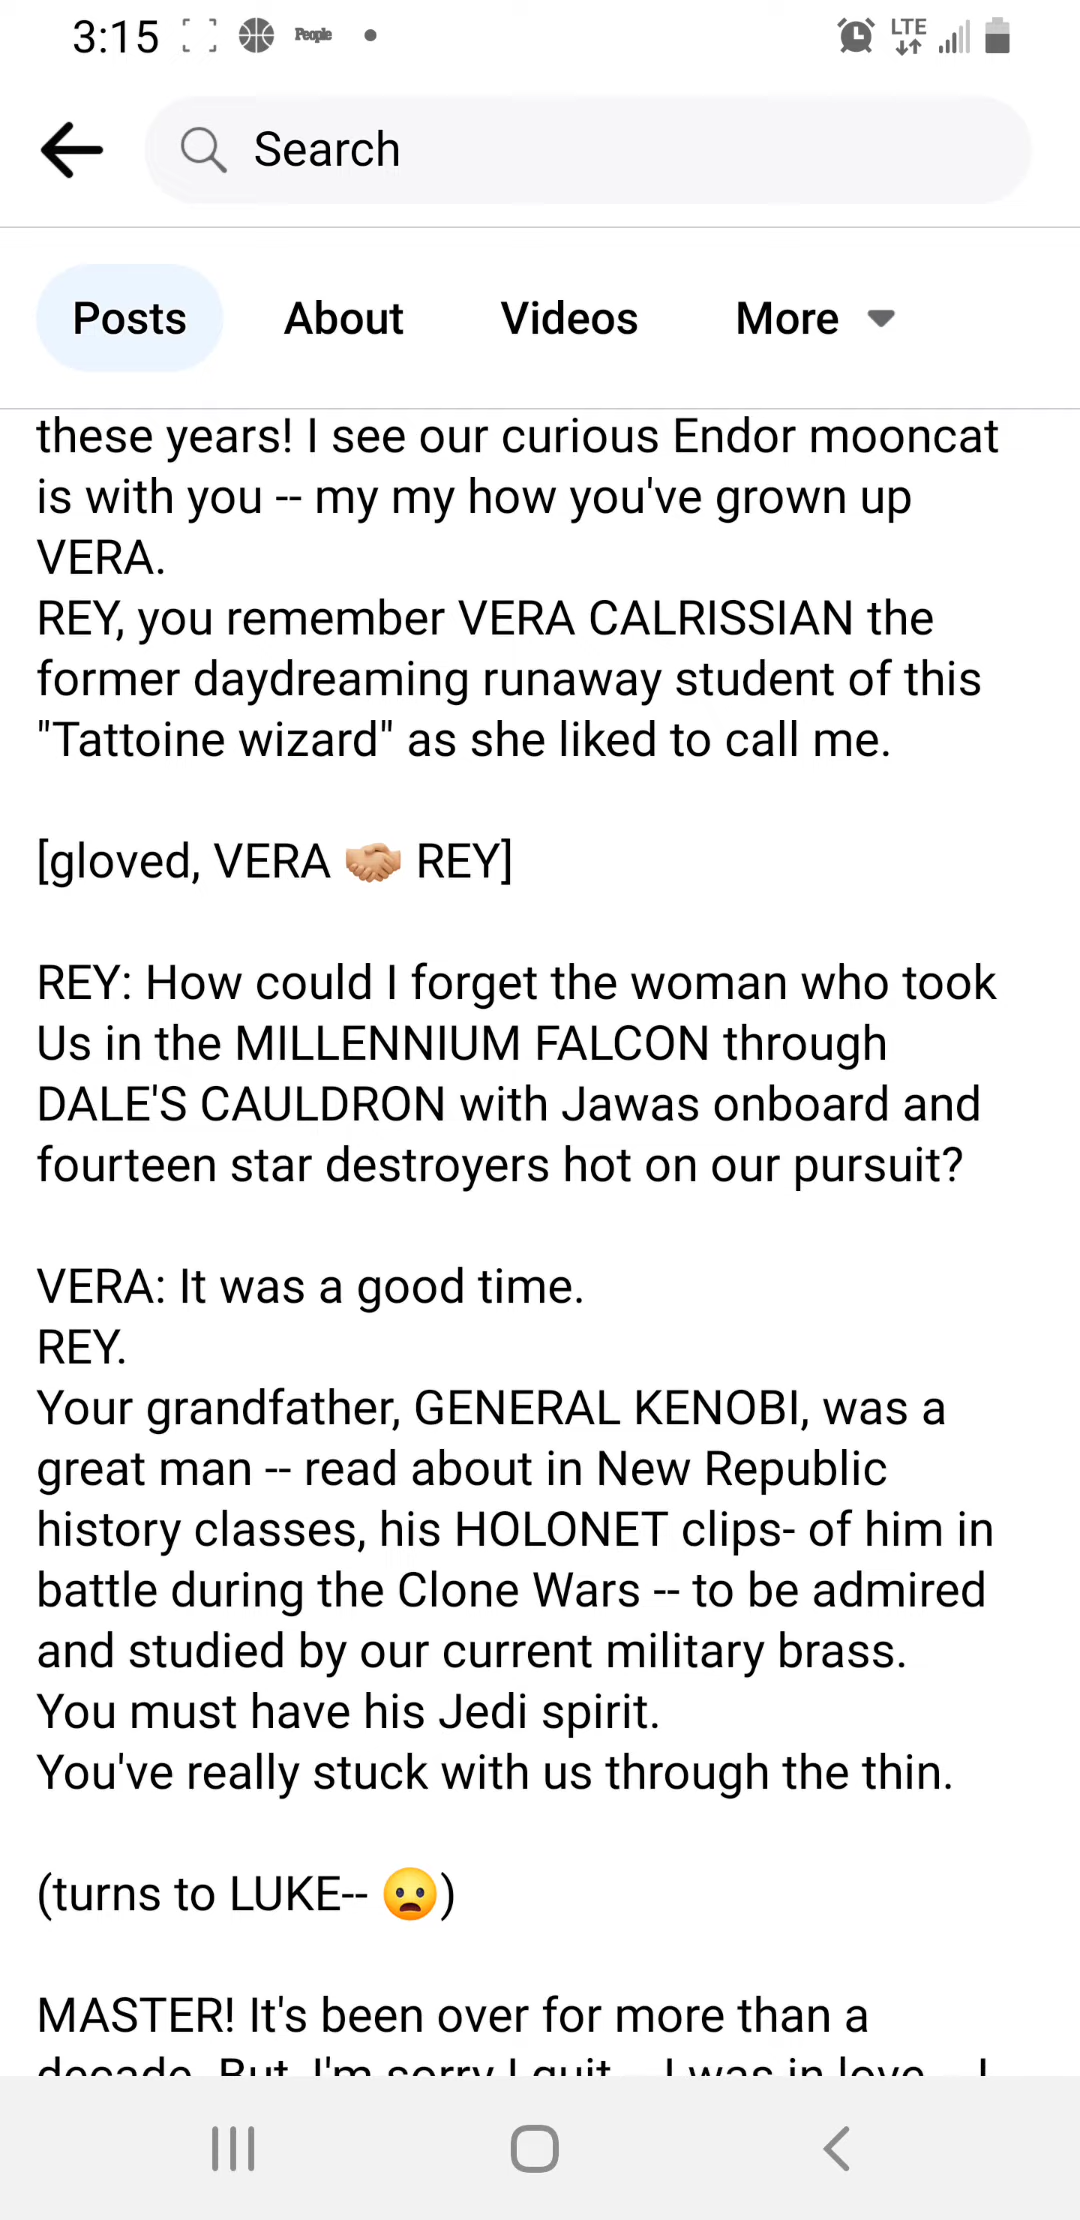 3:15 People LTE
Search
Posts About Videos More
these years! I see our curious Endor mooncat
is with you -- my my how you've grown up
VERA.
REY, you remember VERA CALRISSIAN the
former daydreaming runaway student of this
"Tattoine wizard" as she liked to call me.
[gloved, VERA 🤝🏼 REY]
REY: How could I forget the woman who took
Us in the MILLENNIUM FALCON through
DALE'S CAULDRON with Jawas onboard and
fourteen star destroyers hot on our pursuit?
VERA: It was a good time.
REY.
Your grandfather, GENERAL KENOBI, was a
great man -- read about in New Republic
history classes, his HOLONET clips- of him in
battle during the Clone Wars -- to be admired
and studied by our current military brass.
You must have his Jedi spirit.
You've really stuck with us through the thin.
(turns to LUKE-- 😦)
MASTER! It's been over for more than a
decade. But, I'm sorry I quit... I was in love... I